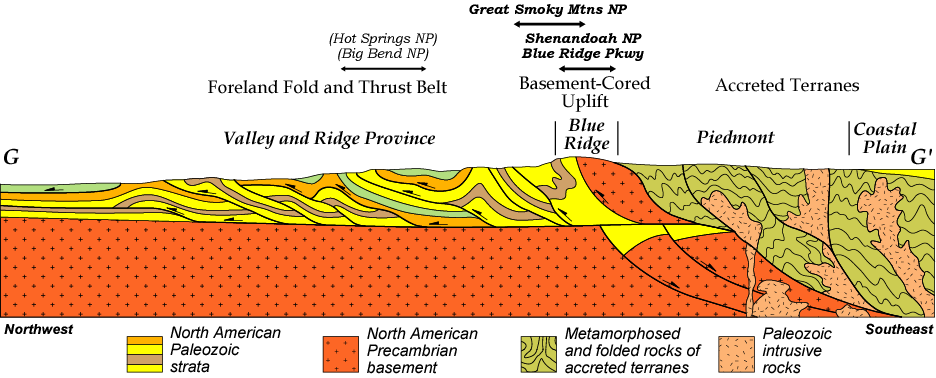 Great Smoky Mtns NP
(Hot Springs NP)
(Big Bend NP)
Shenandoah NP
Blue Ridge Pkwy
Foreland Fold and Thrust Belt
Basement-Cored
Uplift
Accreted Terranes
Valley and Ridge Province
Blue
Ridge
Piedmont
Coastal
Plain
G
G'
Northwest
Southeast
North American
Paleozoic
strata
North American
Precambrian
basement
Metamorphosed
and folded rocks of
accreted terranes
Paleozoic
intrusive
rocks